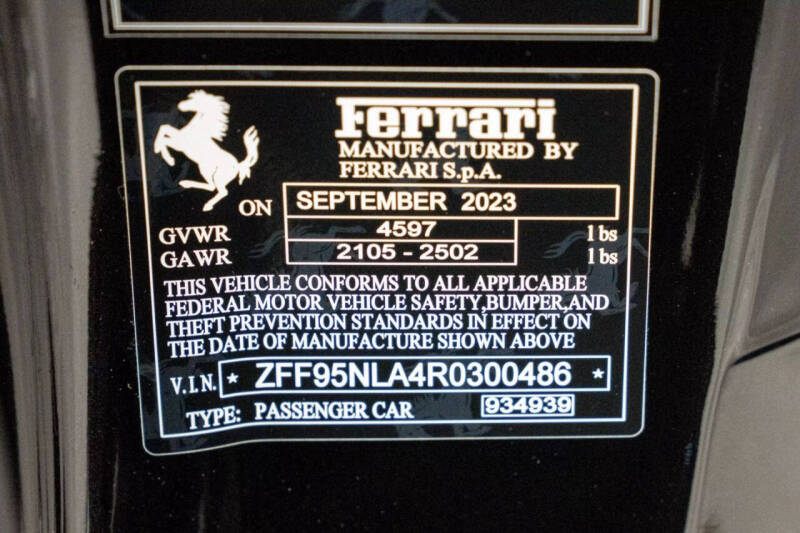 Ferrari
MANUFACTURED BY
FERRARI S.p.A.
ON SEPTEMBER 2023
GVWR 4597 lbs
GAWR 2105 - 2502 lbs
THIS VEHICLE CONFORMS TO ALL APPLICABLE
FEDERAL MOTOR VEHICLE SAFETY,BUMPER,AND
THEFT PREVENTION STANDARDS IN EFFECT ON
THE DATE OF MANUFACTURE SHOWN ABOVE
V.I.N. * ZFF95NLA4R0300486 *
TYPE: PASSENGER CAR 934939